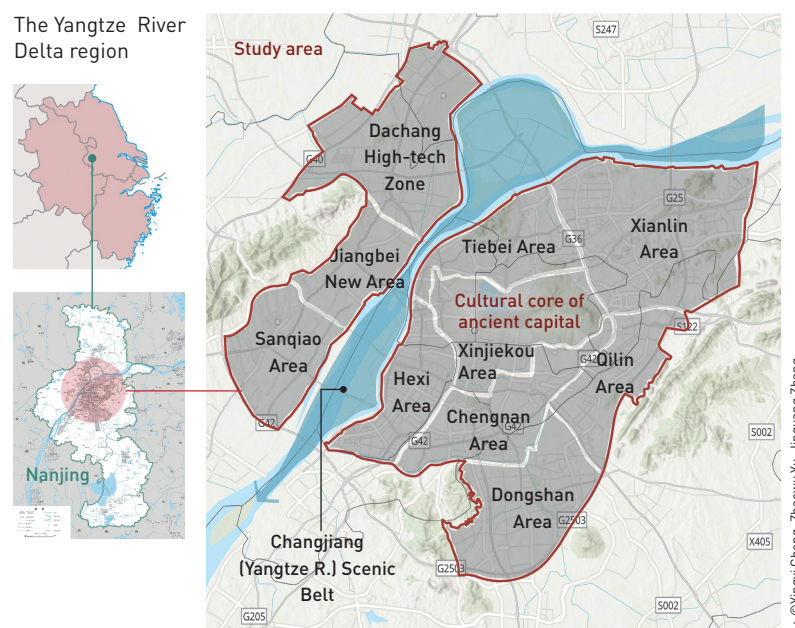 The Yangtze River
Delta region
Study area
S247
Dachang
High-tech
Zone
G40
G25
Xianlin
Area
Tiebei Area
G36
Jiangbei
New Area
Cultural core of
ancient capital
S122
Sanqiao
Area
Xinjiekou
Area
G42
Qilin
Area
Hexi
Area
Chengnan
Area
G42
G42
G42
S002
Nanjing
Dongshan
Area
G2503
Changjiang
(Yangtze R.) Scenic
Belt
G2503
X405
S002
G205